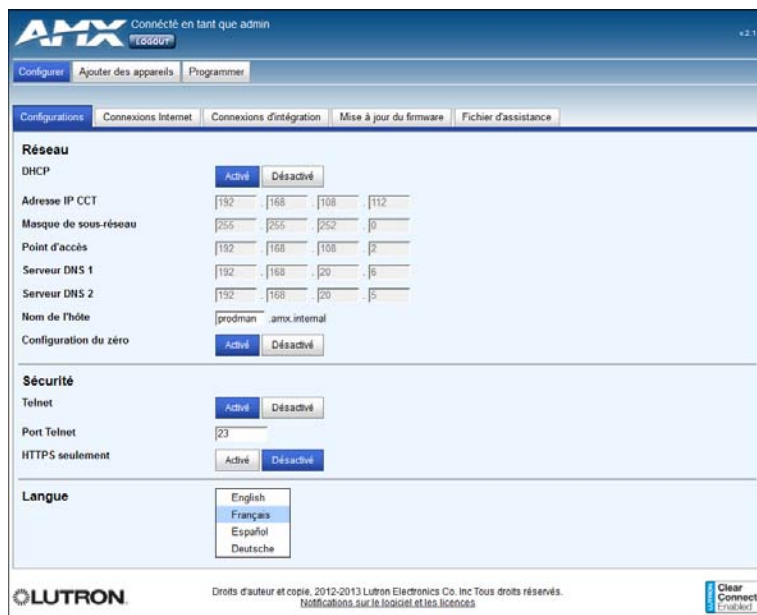 AMX Connécté en tant que admin
LOGOUT
v.2.1
Configurer Ajouter des appareils Programmer
Configurations Connexions Internet Connexions d'intégration Mise à jour du firmware Fichier d'assistance
Réseau
DHCP Activé Désactivé
Adresse IP CCT 192 . 168 . 108 . 112
Masque de sous-réseau 255 . 255 . 252 . 0
Point d'accès 192 . 168 . 108 . 2
Serveur DNS 1 192 . 168 . 20 . 6
Serveur DNS 2 192 . 168 . 20 . 5
Nom de l'hôte prodman .amx.internal
Configuration du zéro Activé Désactivé
Sécurité
Telnet Activé Désactivé
Port Telnet 23
HTTPS seulement Activé Désactivé
Langue English
Français
Español
Deutsche
LUTRON. Droits d'auteur et copie, 2012-2013 Lutron Electronics Co. Inc Tous droits réservés.
Notifications sur le logiciel et les licences
LUTRON Clear
Connect
Enabled